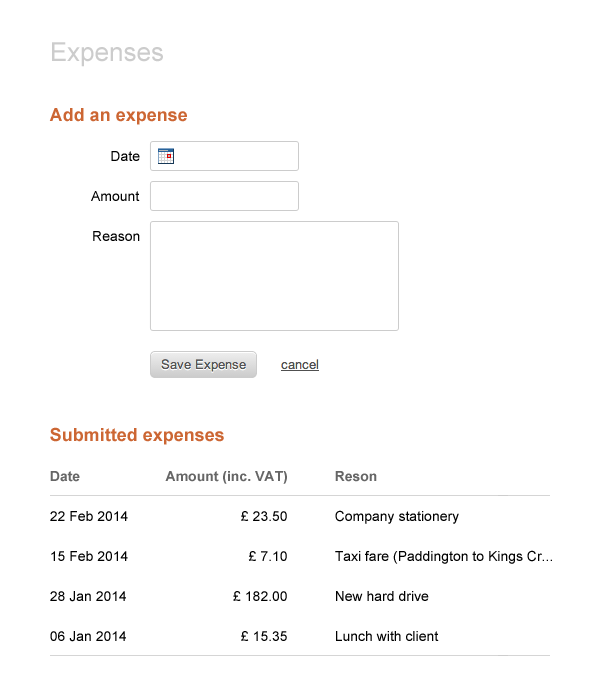 Expenses
Add an expense
Date
Amount
Reason
Save Expense cancel
Submitted expenses
Date Amount (inc. VAT) Reson
22 Feb 2014 £ 23.50 Company stationery
15 Feb 2014 £ 7.10 Taxi fare (Paddington to Kings Cr...
28 Jan 2014 £ 182.00 New hard drive
06 Jan 2014 £ 15.35 Lunch with client